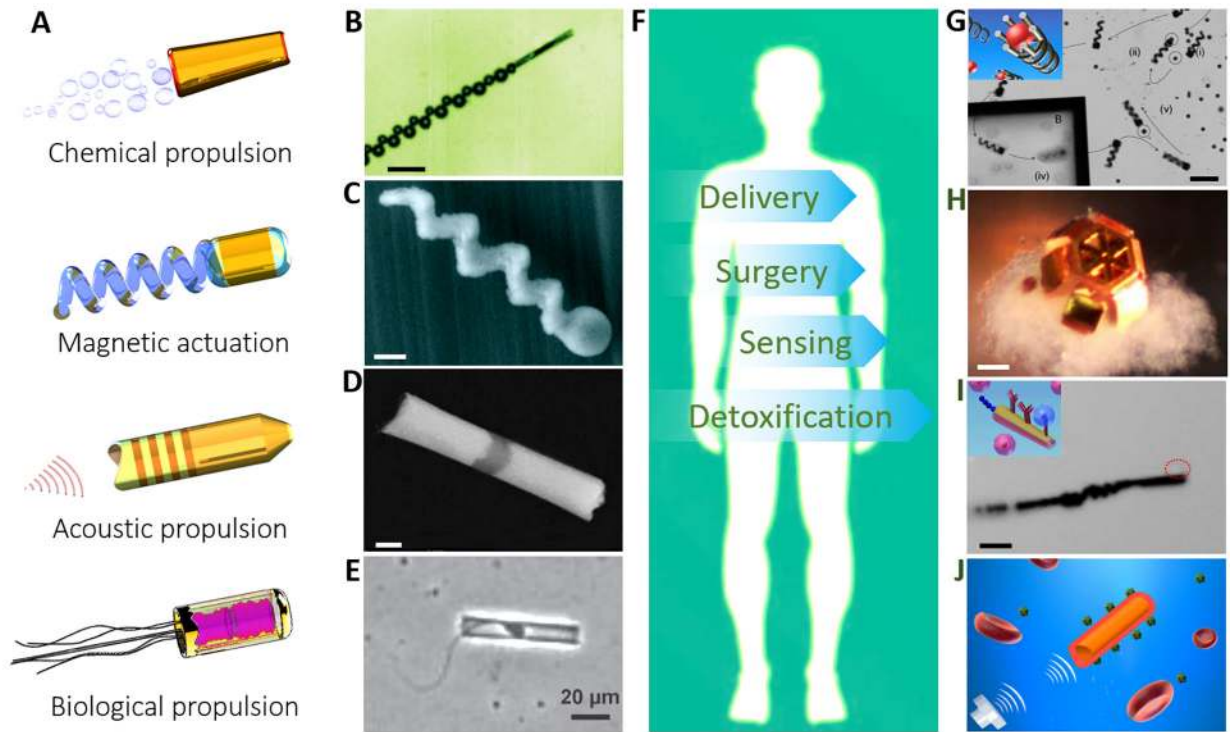 A
Chemical propulsion
Magnetic actuation
Acoustic propulsion
Biological propulsion
B
C
D
E
20 µm
F
Delivery
Surgery
Sensing
Detoxification
G
(ii)
(i)
(v)
B
(iv)
H
I
J